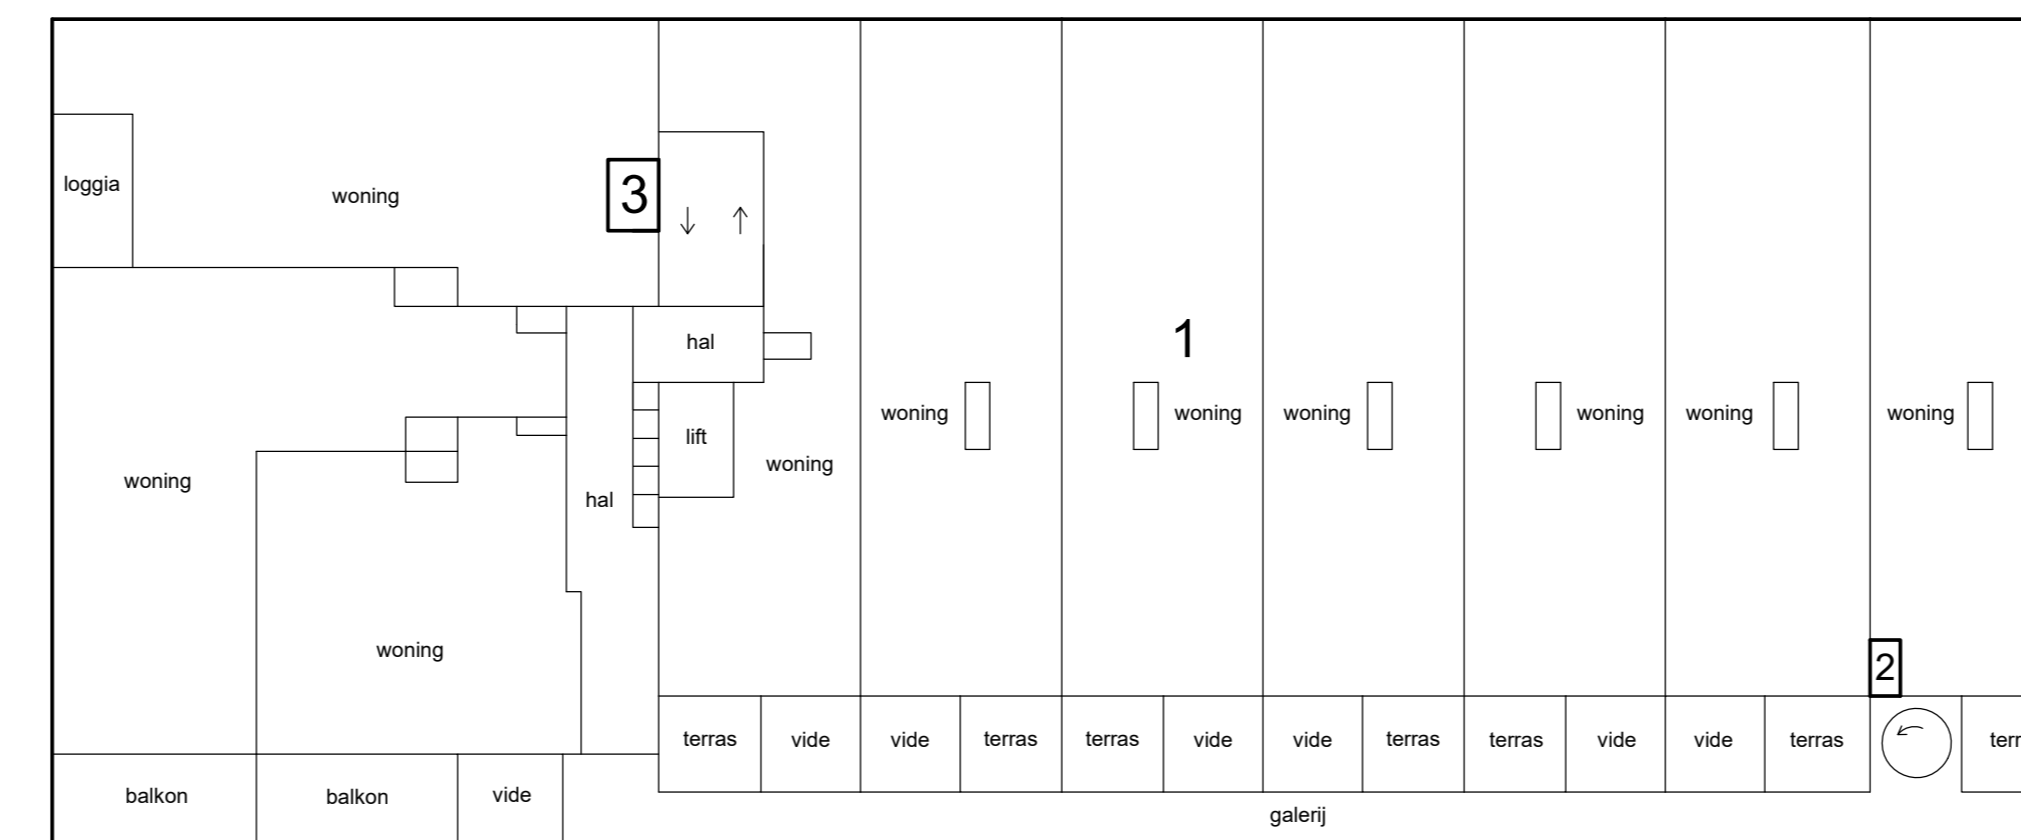 loggia
woning
3
hal
1
woning
woning
woning
woning
woning
woning
lift
woning
woning
hal
woning
2
terras
vide
vide
terras
terras
vide
vide
terras
terras
vide
vide
terras
terr
balkon
balkon
vide
galerij